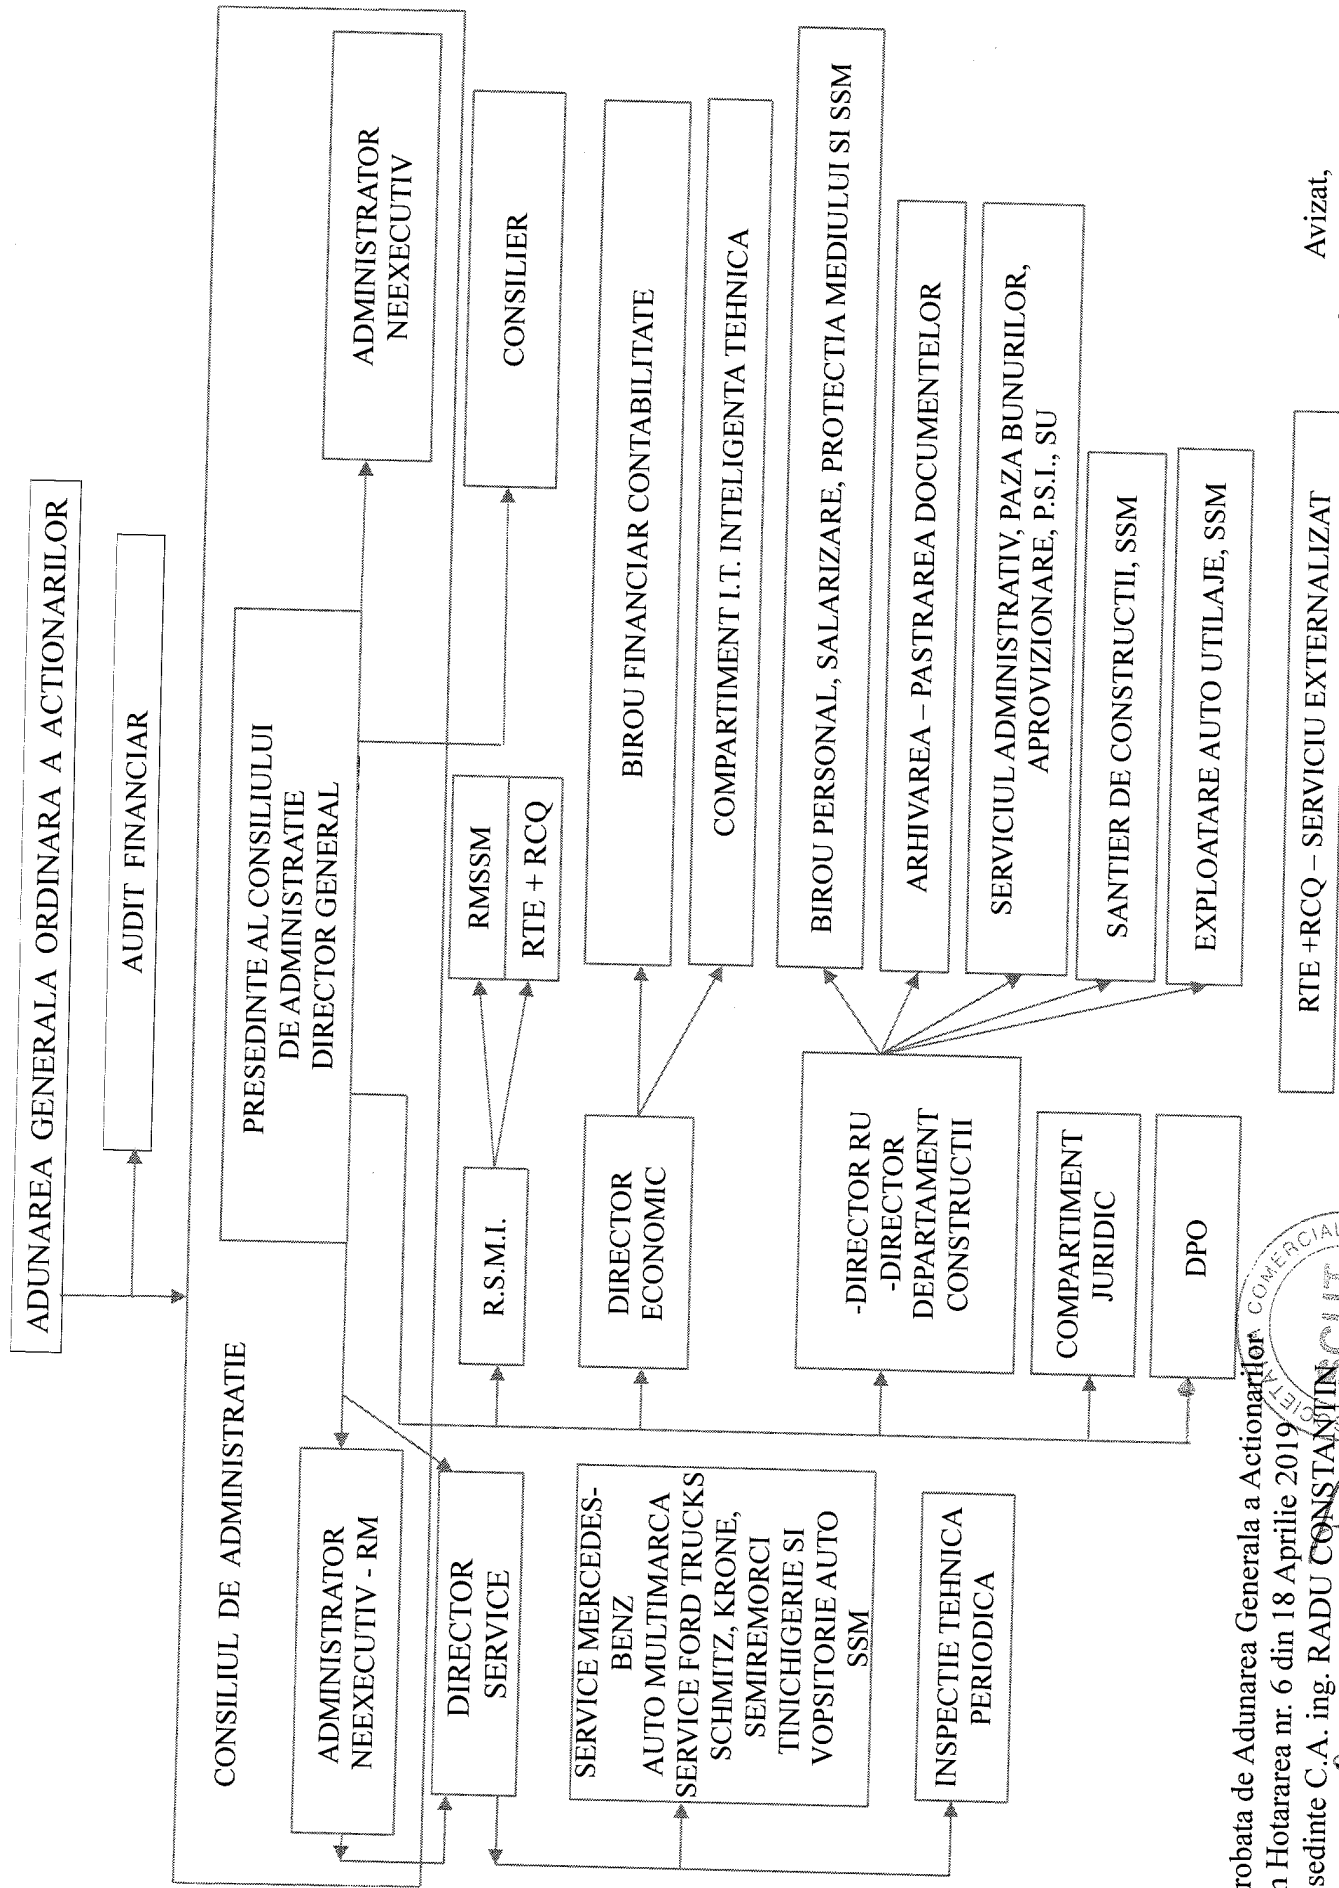 ADUNAREA GENERALA ORDINARA A ACTIONARILOR
AUDIT FINANCIAR
CONSILIUL DE ADMINISTRATIE
PRESEDINTE AL CONSILIULUI
DE ADMINISTRATIE
DIRECTOR GENERAL
ADMINISTRATOR
NEEXECUTIV - RM
ADMINISTRATOR
NEEXECUTIV
DIRECTOR
SERVICE
R.S.M.I.
RMSSM
RTE + RCQ
CONSILIER
SERVICE MERCEDES-
BENZ
AUTO MULTIMARCA
SERVICE FORD TRUCKS
SCHMITZ, KRONE,
SEMIREMORCI
TINICHIGERIE SI
VOPSITORIE AUTO
SSM
DIRECTOR
ECONOMIC
BIROU FINANCIAR CONTABILITATE
COMPARTIMENT I.T. INTELIGENTA TEHNICA
-DIRECTOR RU
-DIRECTOR
DEPARTAMENT
CONSTRUCTII
BIROU PERSONAL, SALARIZARE, PROTECTIA MEDIULUI SI SSM
ARHIVAREA – PASTRAREA DOCUMENTELOR
SERVICIUL ADMINISTRATIV, PAZA BUNURILOR,
APROVIZIONARE, P.S.I., SU
SANTIER DE CONSTRUCTII, SSM
EXPLOATARE AUTO UTILAJE, SSM
INSPECTIE TEHNICA
PERIODICA
COMPARTIMENT
JURIDIC
DPO
RTE +RCQ – SERVICIU EXTERNALIZAT
robata de Adunarea Generala a Actionarilor
n Hotararea nr. 6 din 18 Aprilie 2019
sedinte C.A. ing. RADU CONSTANTIN
Avizat,
COMERCIAL